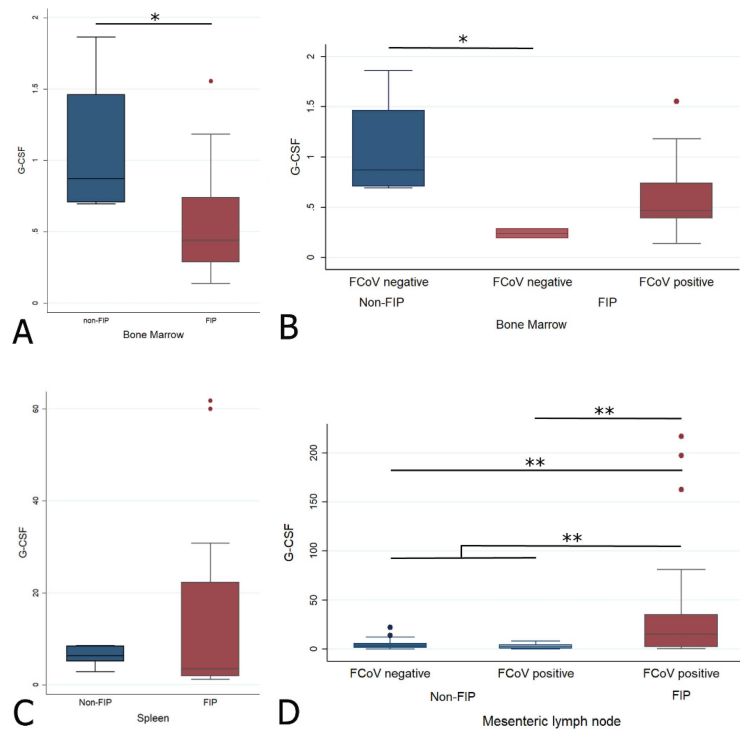 2
1.5
1
.5
0
G-CSF
*
non-FIP FIP
Bone Marrow
A
2
1.5
1
.5
0
G-CSF
*
FCoV negative FCoV negative FCoV positive
Non-FIP FIP
Bone Marrow
B
60
40
20
0
G-CSF
Non-FIP FIP
Spleen
C
200
150
100
50
0
G-CSF
**
**
**
FCoV negative FCoV positive FCoV positive
Non-FIP FIP
Mesenteric lymph node
D